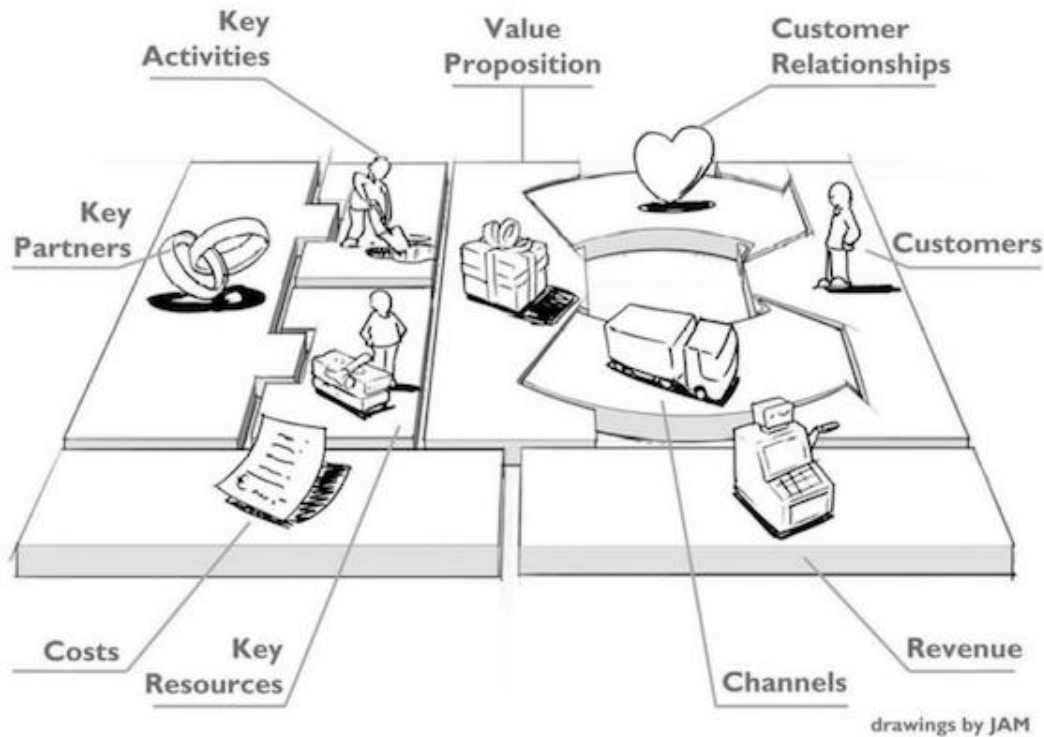 Key
Activities
Value
Proposition
Customer
Relationships
Key
Partners
Customers
Costs
Key
Resources
Channels
Revenue
drawings by JAM